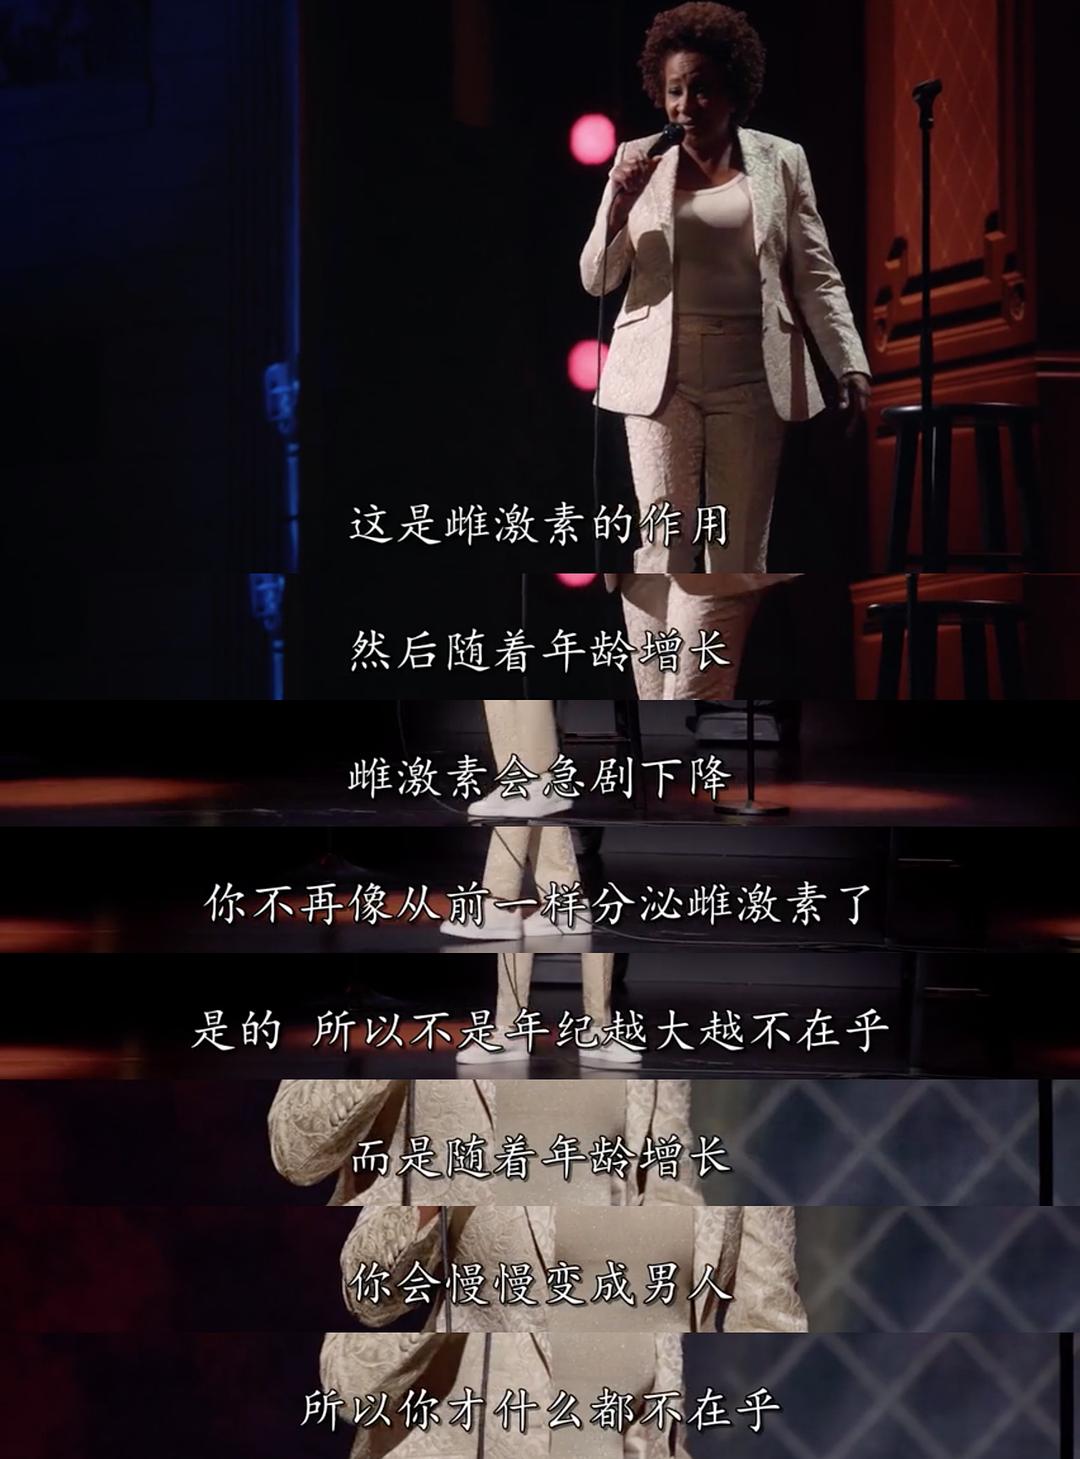 这是雌激素的作用
然后随着年龄增长
雌激素会急剧下降
你不再像从前一样分泌雌激素了
是的 所以不是年纪越大越不在乎
而是随着年龄增长
你会慢慢变成男人
所以你才什么都不在乎